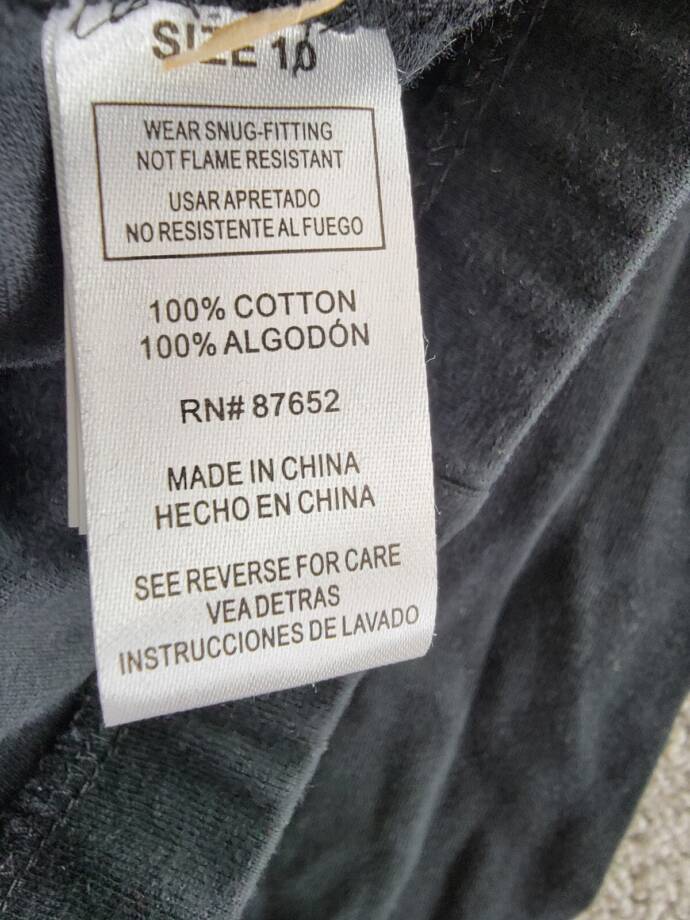 SIZE 10
WEAR SNUG-FITTING
NOT FLAME RESISTANT
USAR APRETADO
NO RESISTENTE AL FUEGO
100% COTTON
100% ALGODÓN
RN# 87652
MADE IN CHINA
HECHO EN CHINA
SEE REVERSE FOR CARE
VEA DETRAS
INSTRUCCIONES DE LAVADO